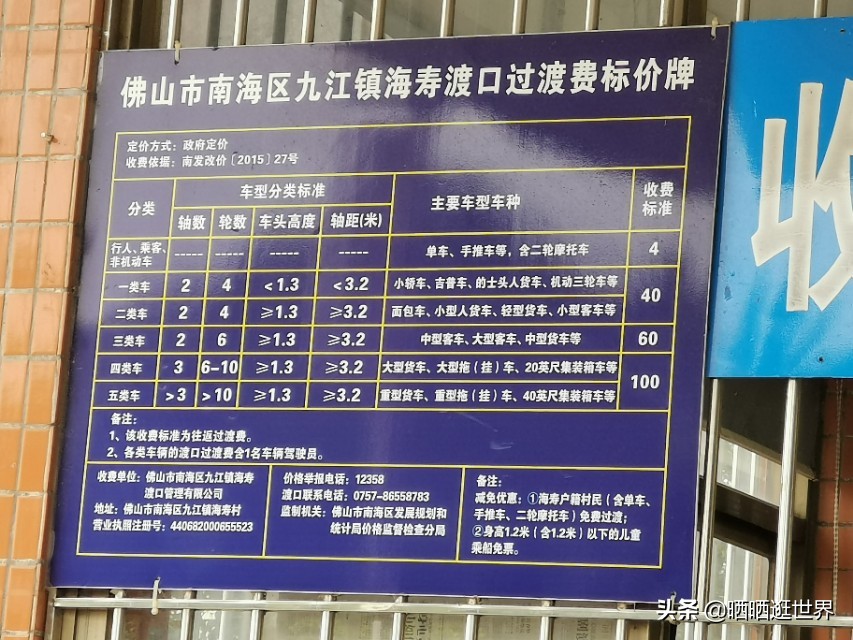 佛山市南海区九江镇海寿渡口过渡费标价牌
定价方式：政府定价
收费依据：南发改价〔2015〕27号
分类 车型分类标准 主要车型车种 收费标准
轴数 轮数 车头高度 轴距(米)
行人、乘客、非机动车 ----- ----- ----- ----- 单车、手推车等，含二轮摩托车 4
一类车 2 4 <1.3 <3.2 小轿车、吉普车、的士头人货车、机动三轮车等 40
二类车 2 4 ≥1.3 ≥3.2 面包车、小型人货车、轻型货车、小型客车等
三类车 2 6 ≥1.3 ≥3.2 中型客车、大型客车、中型货车等 60
四类车 3 6-10 ≥1.3 ≥3.2 大型货车、大型拖（挂）车、20英尺集装箱车等 100
五类车 >3 >10 ≥1.3 ≥3.2 重型货车、重型拖（挂）车、40英尺集装箱车等
备注：
1、该收费标准为往返过渡费。
2、各类车辆的渡口过渡费含1名车辆驾驶员。
收费单位：佛山市南海区九江镇海寿
渡口管理有限公司
地址：佛山市南海区九江镇海寿村
营业执照注册号：440682000655523
价格举报电话：12358
渡口联系电话：0757-86558783
监制机关：佛山市南海区发展规划和
统计局价格监督检查分局
备注：
减免优惠：①海寿户籍村民（含单车、
手推车、二轮摩托车）免费过渡；
②身高1.2米（含1.2米）以下的儿童
乘船免票。
收
头条 @晒晒逛世界